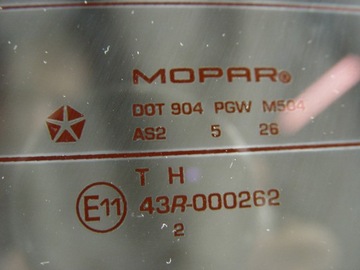 MOPAR®
DOT 904 PGW M504
AS2 5 26
T H
E11 43R-000262
2